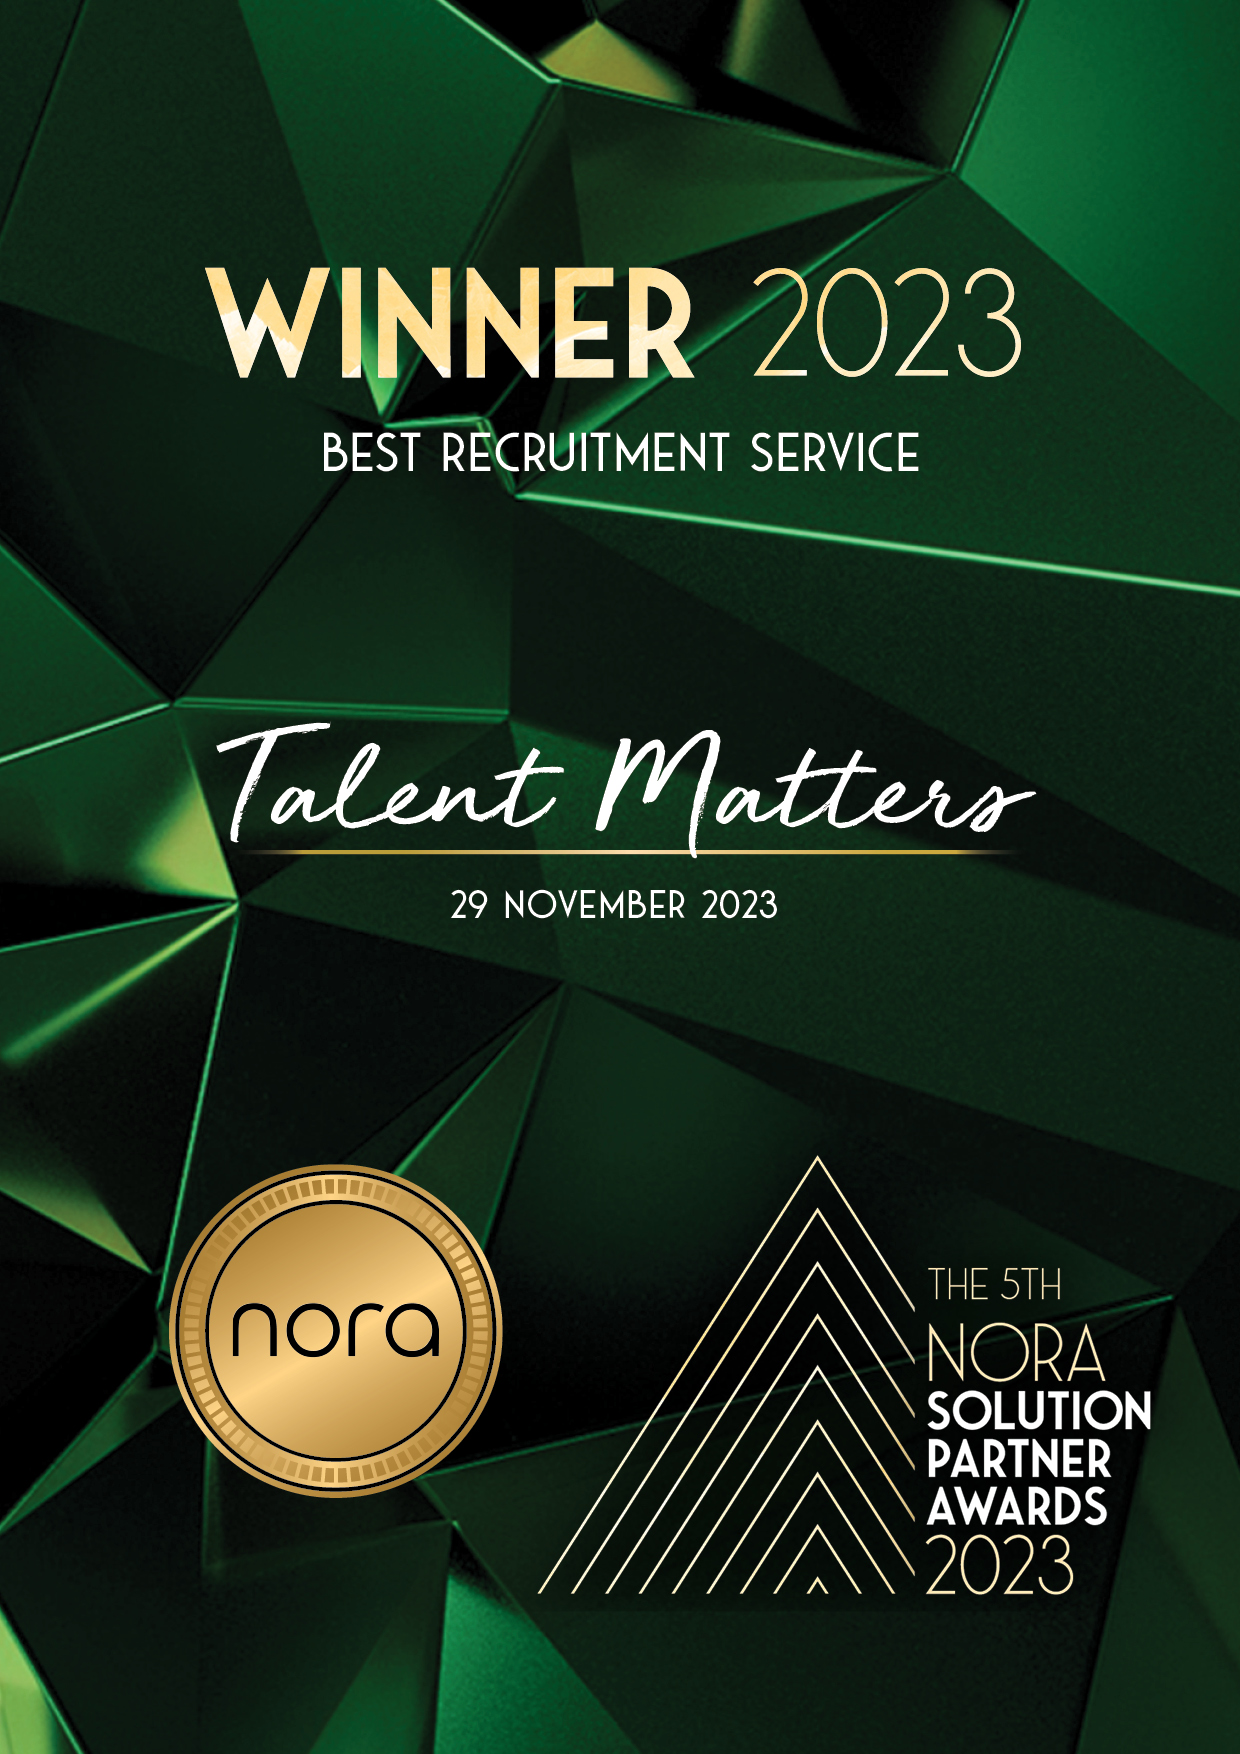 WINNER 2023
BEST RECRUITMENT SERVICE
Talent Matters
29 NOVEMBER 2023
nora
THE 5TH
NORA
SOLUTION
PARTNER
AWARDS
2023